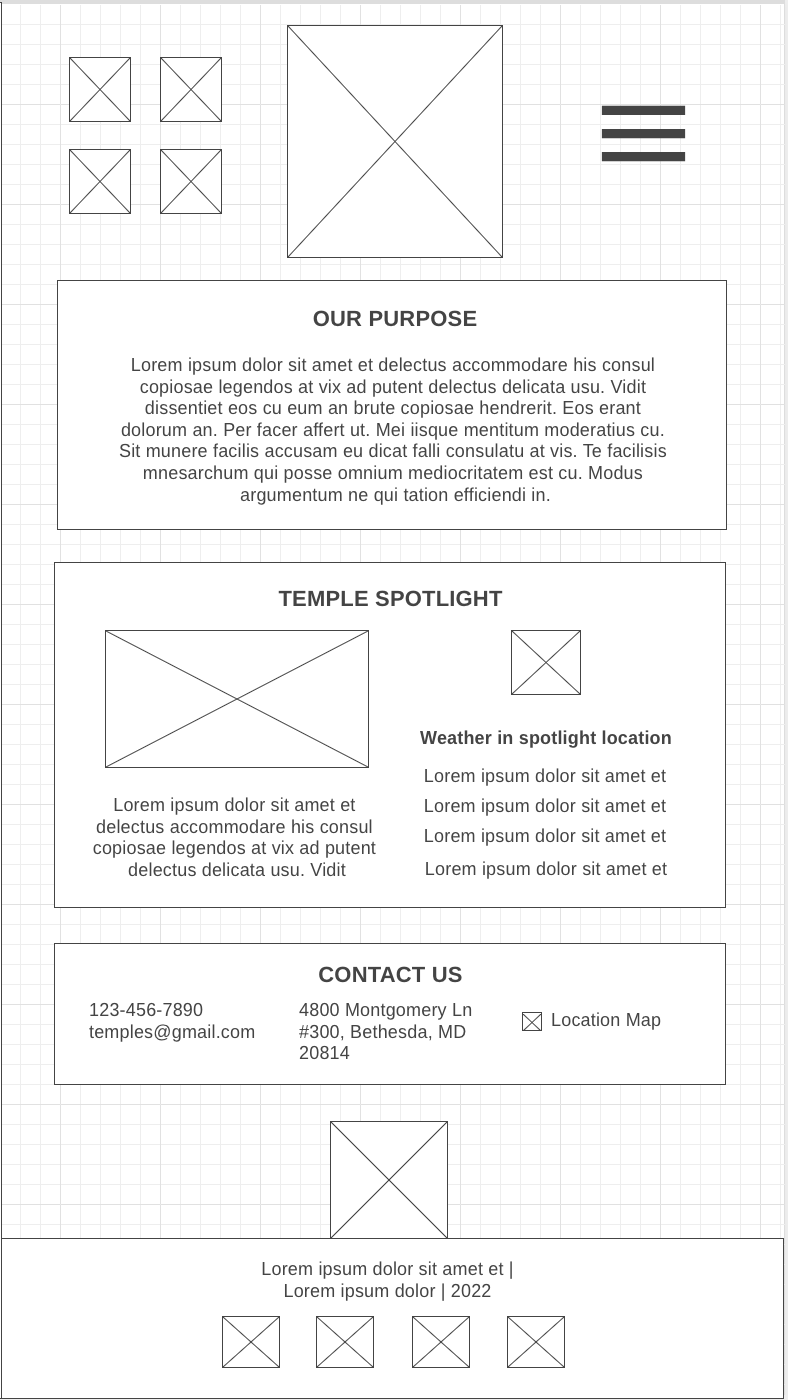 OUR PURPOSE
Lorem ipsum dolor sit amet et delectus accommodare his consul
copiosae legendos at vix ad putent delectus delicata usu. Vidit
dissentiet eos cu eum an brute copiosae hendrerit. Eos erant
dolorum an. Per facer affert ut. Mei iisque mentitum moderatius cu.
Sit munere facilis accusam eu dicat falli consulatu at vis. Te facilisis
mnesarchum qui posse omnium mediocritatem est cu. Modus
argumentum ne qui tation efficiendi in.
TEMPLE SPOTLIGHT
Lorem ipsum dolor sit amet et
delectus accommodare his consul
copiosae legendos at vix ad putent
delectus delicata usu. Vidit
Weather in spotlight location
Lorem ipsum dolor sit amet et
Lorem ipsum dolor sit amet et
Lorem ipsum dolor sit amet et
Lorem ipsum dolor sit amet et
CONTACT US
123-456-7890
temples@gmail.com
4800 Montgomery Ln
#300, Bethesda, MD
20814
Location Map
Lorem ipsum dolor sit amet et |
Lorem ipsum dolor | 2022